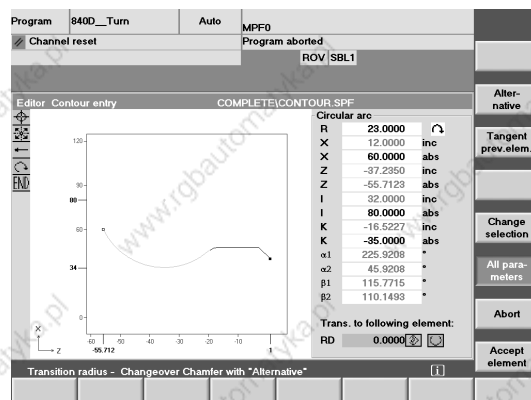 Program
840D__Turn
Auto
MPF0
Channel reset
Program aborted
ROV SBL1
Editor Contour entry
COMPLETE\CONTOUR.SPF
END
120
90
80
60
34
0
X
Z
-60 -50 -40 -30 -20 -10
-55.712
1
Circular arc
R 23.0000
X 12.0000 inc
X 60.0000 abs
Z -37.2350 inc
Z -55.7123 abs
I 32.0000 inc
I 80.0000 abs
K -16.5227 inc
K -35.0000 abs
α1 225.9208 °
α2 45.9208 °
β1 115.7715 °
β2 110.1493 °
Trans. to following element:
RD 0.0000
Alter-
native
Tangent
prev.elem.
Change
selection
All para-
meters
Abort
Accept
element
Transition radius - Changeover Chamfer with "Alternative"
i
www.rgbautomatyka.pl